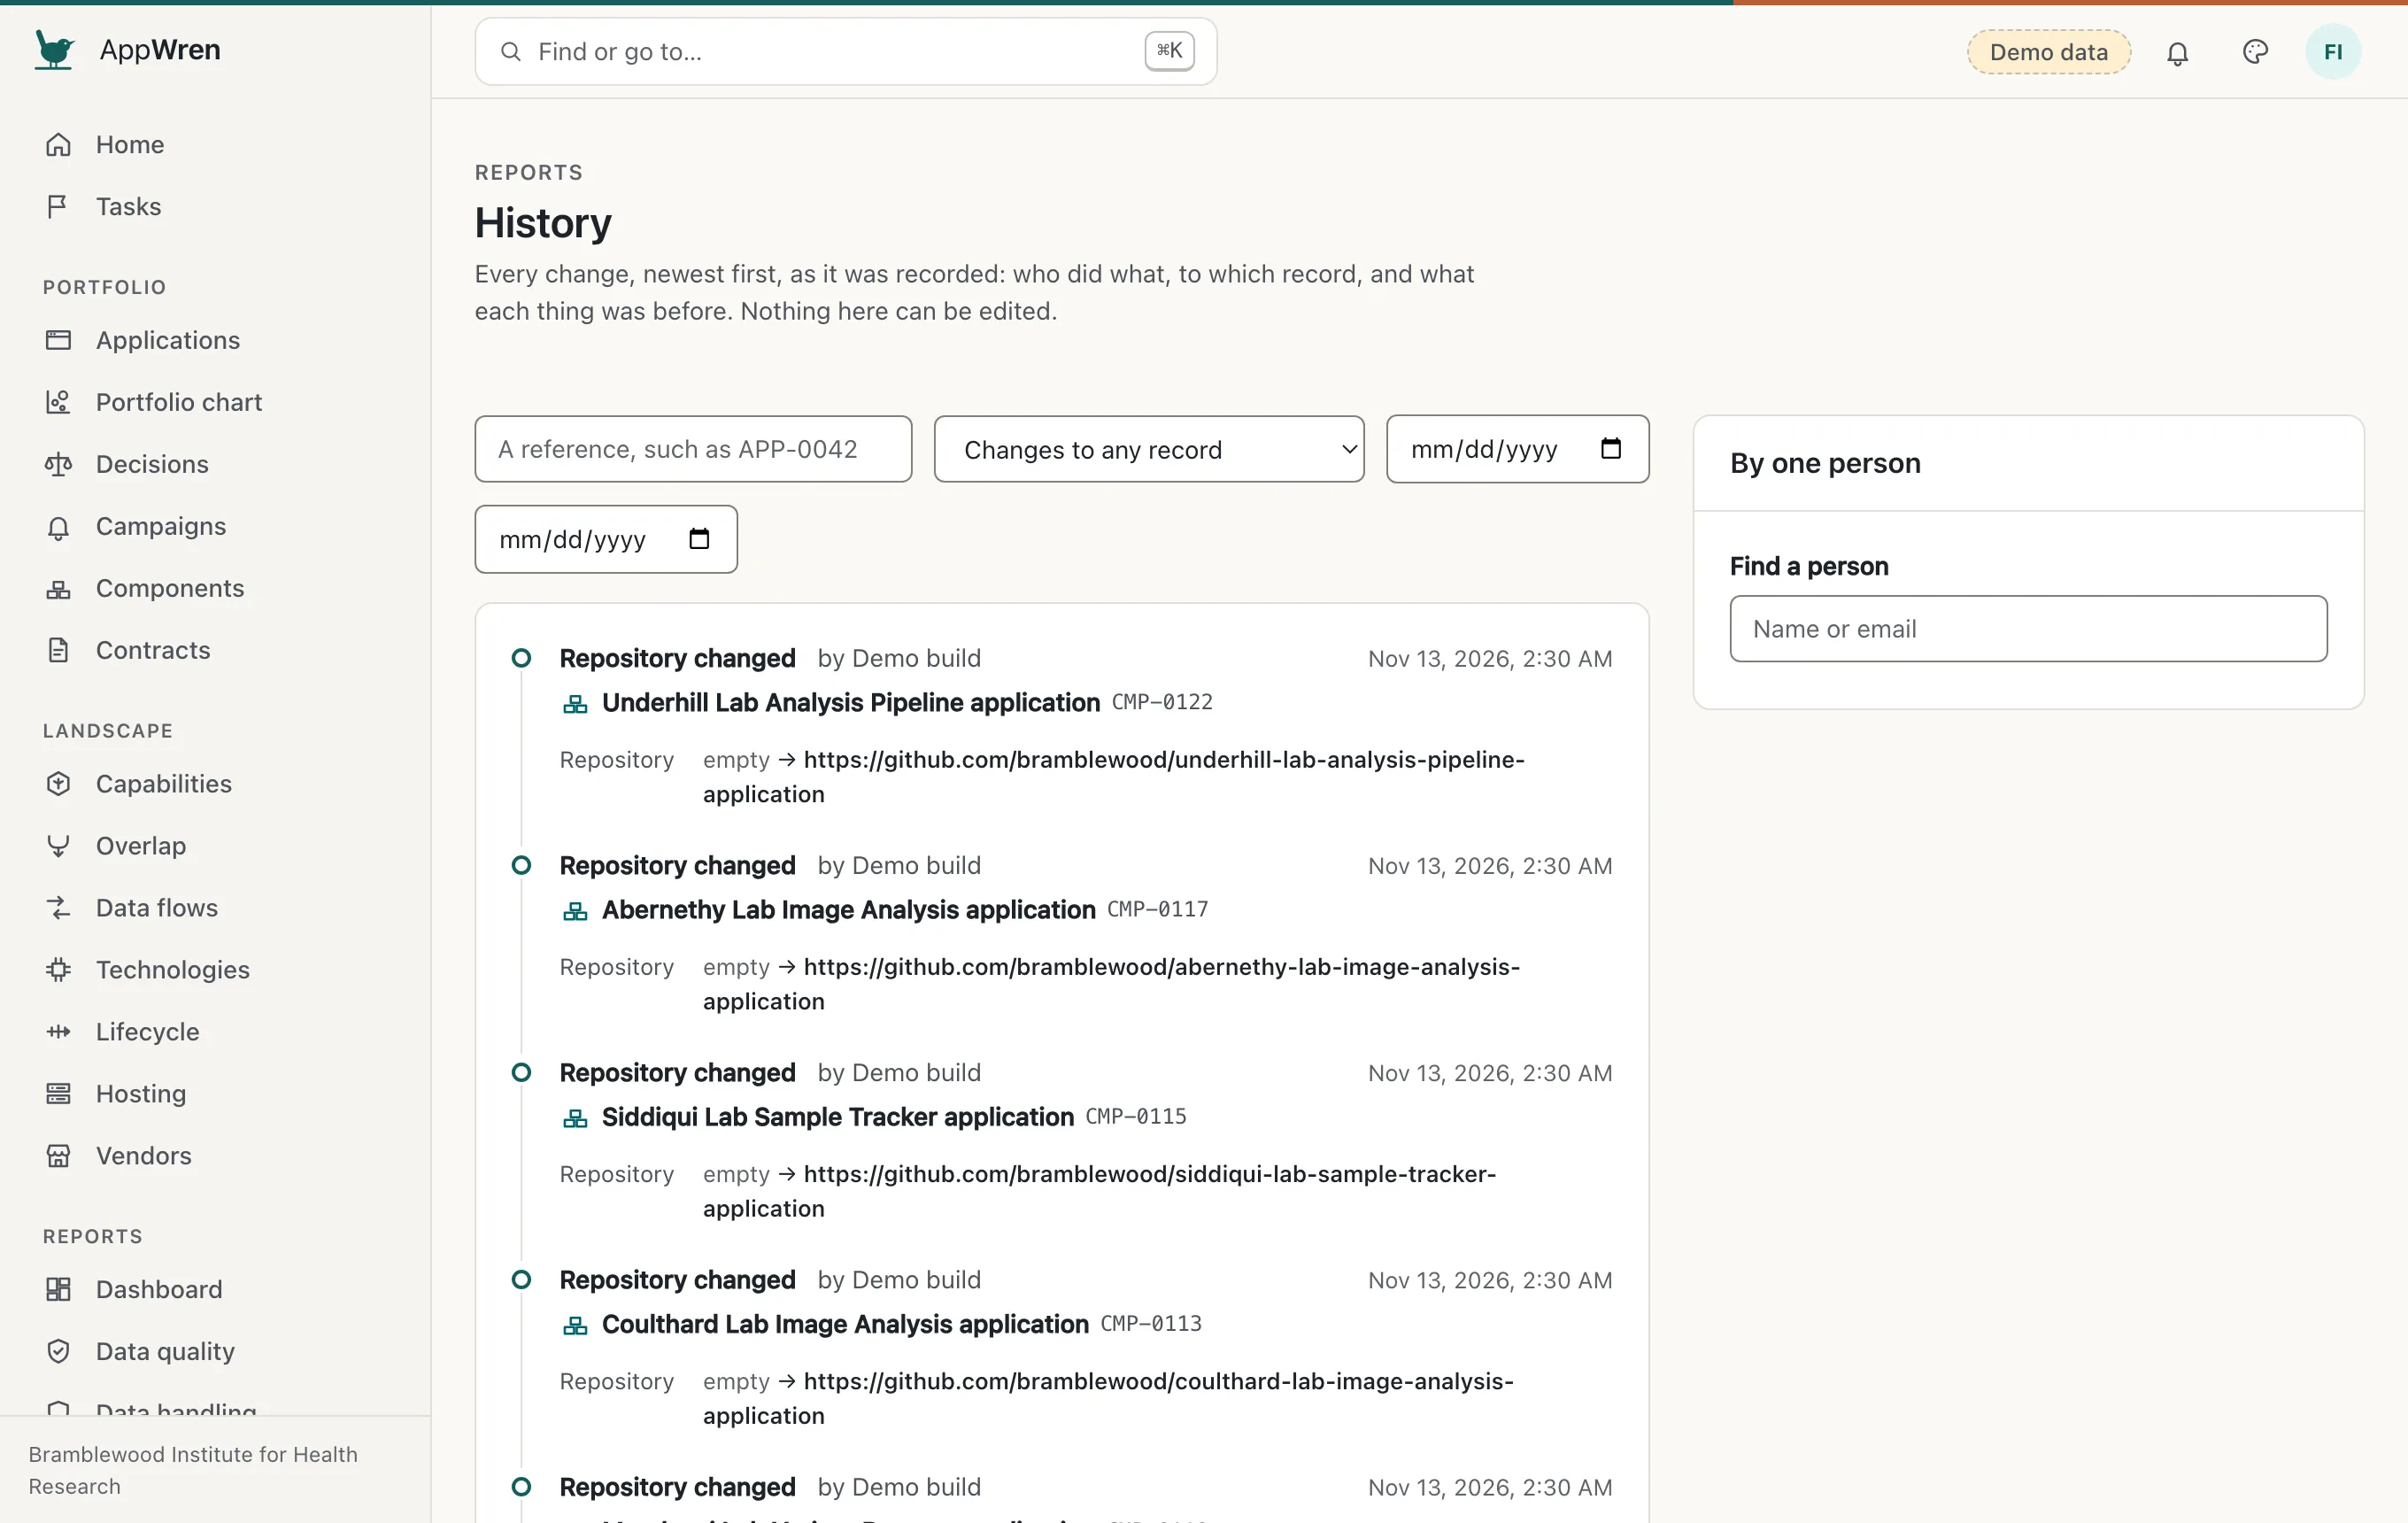 AppWren
Find or go to...
⌘K
Demo data
FI
Home
Tasks
PORTFOLIO
Applications
Portfolio chart
Decisions
Campaigns
Components
Contracts
LANDSCAPE
Capabilities
Overlap
Data flows
Technologies
Lifecycle
Hosting
Vendors
REPORTS
Dashboard
Data quality
Data handling
Bramblewood Institute for Health
Research
REPORTS
History
Every change, newest first, as it was recorded: who did what, to which record, and what
each thing was before. Nothing here can be edited.
A reference, such as APP-0042
Changes to any record
mm/dd/yyyy
mm/dd/yyyy
Repository changed by Demo build Nov 13, 2026, 2:30 AM
Underhill Lab Analysis Pipeline application CMP-0122
Repository empty → https://github.com/bramblewood/underhill-lab-analysis-pipeline-
application
Repository changed by Demo build Nov 13, 2026, 2:30 AM
Abernethy Lab Image Analysis application CMP-0117
Repository empty → https://github.com/bramblewood/abernethy-lab-image-analysis-
application
Repository changed by Demo build Nov 13, 2026, 2:30 AM
Siddiqui Lab Sample Tracker application CMP-0115
Repository empty → https://github.com/bramblewood/siddiqui-lab-sample-tracker-
application
Repository changed by Demo build Nov 13, 2026, 2:30 AM
Coulthard Lab Image Analysis application CMP-0113
Repository empty → https://github.com/bramblewood/coulthard-lab-image-analysis-
application
Repository changed by Demo build Nov 13, 2026, 2:30 AM
By one person
Find a person
Name or email